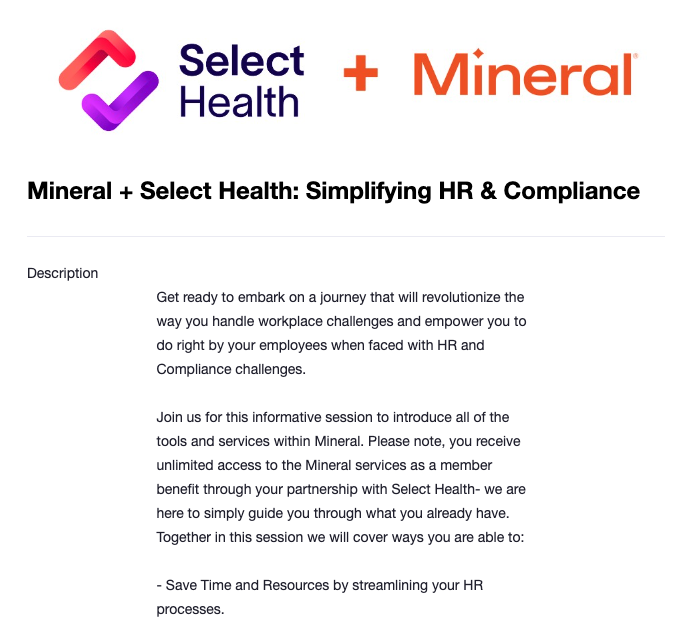 Select
Health
+
Mineral®
Mineral + Select Health: Simplifying HR & Compliance
Description
Get ready to embark on a journey that will revolutionize the
way you handle workplace challenges and empower you to
do right by your employees when faced with HR and
Compliance challenges.
Join us for this informative session to introduce all of the
tools and services within Mineral. Please note, you receive
unlimited access to the Mineral services as a member
benefit through your partnership with Select Health- we are
here to simply guide you through what you already have.
Together in this session we will cover ways you are able to:
- Save Time and Resources by streamlining your HR
processes.